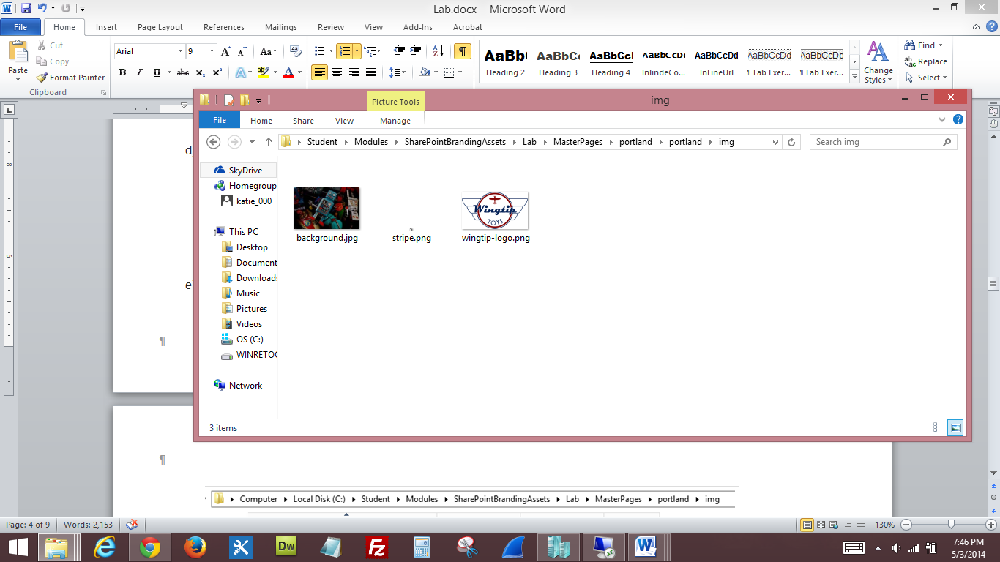 Lab.docx - Microsoft Word
File Home Insert Page Layout References Mailings Review View Add-Ins Acrobat
Paste
Cut
Copy
Format Painter
Clipboard
Arial 9
AaBb( AaBbCc AaBbCcI AaBbCcDc AaBbCcDd AaBbCcDd AaBbCcDd
Heading 2 Heading 3 Heading 4 InlindeCo... InLineUrl ¶ Lab Exer... ¶ Lab Exer...
Change Styles
Find
Replace
Select
img
Picture Tools
File Home Share View Manage
Student Modules SharePointBrandingAssets Lab MasterPages portland portland img
Search img
d)
e)
SkyDrive
Homegroup
katie_000
This PC
Desktop
Document
Download
Music
Pictures
Videos
OS (C:)
WINRETOO
Network
Wingtip
TOYS
background.jpg stripe.png wingtip-logo.png
3 items
¶
¶
Computer Local Disk (C:) Student Modules SharePointBrandingAssets Lab MasterPages portland img
Page: 4 of 9 Words: 2,153
130%
Dw
7:46 PM
5/3/2014